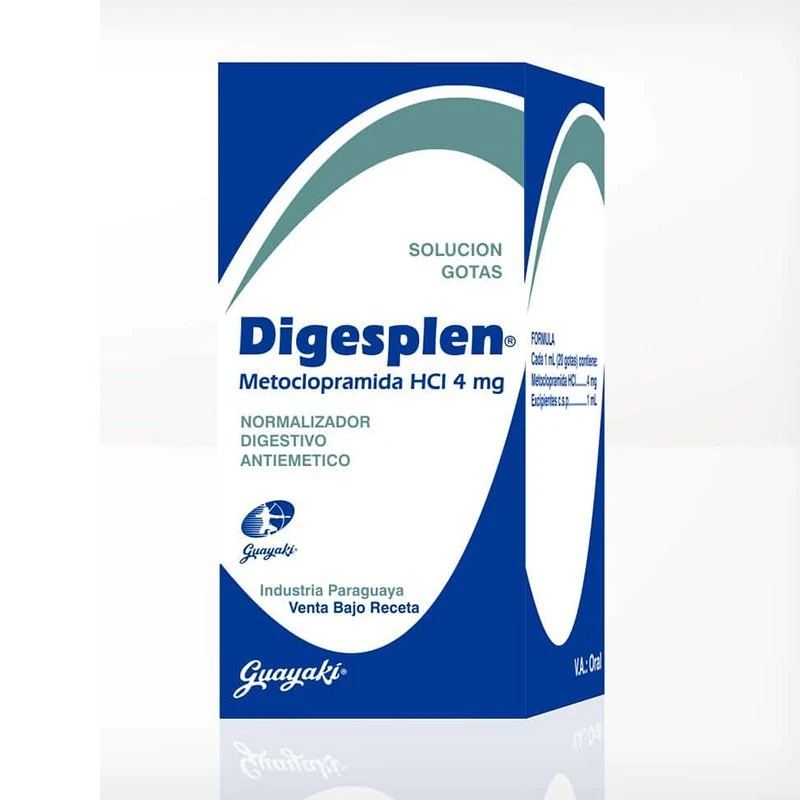 SOLUCION
GOTAS
Digesplen®
Metoclopramida HCl 4 mg
NORMALIZADOR
DIGESTIVO
ANTIEMETICO
Guayaki®
Industria Paraguaya
Venta Bajo Receta
Guayakí®
FORMULA
Cada 1 mL (20 gotas) contiene:
Metoclopramida HCl.......4 mg
Excipientes c.s.p............1 mL
V.A.: Oral